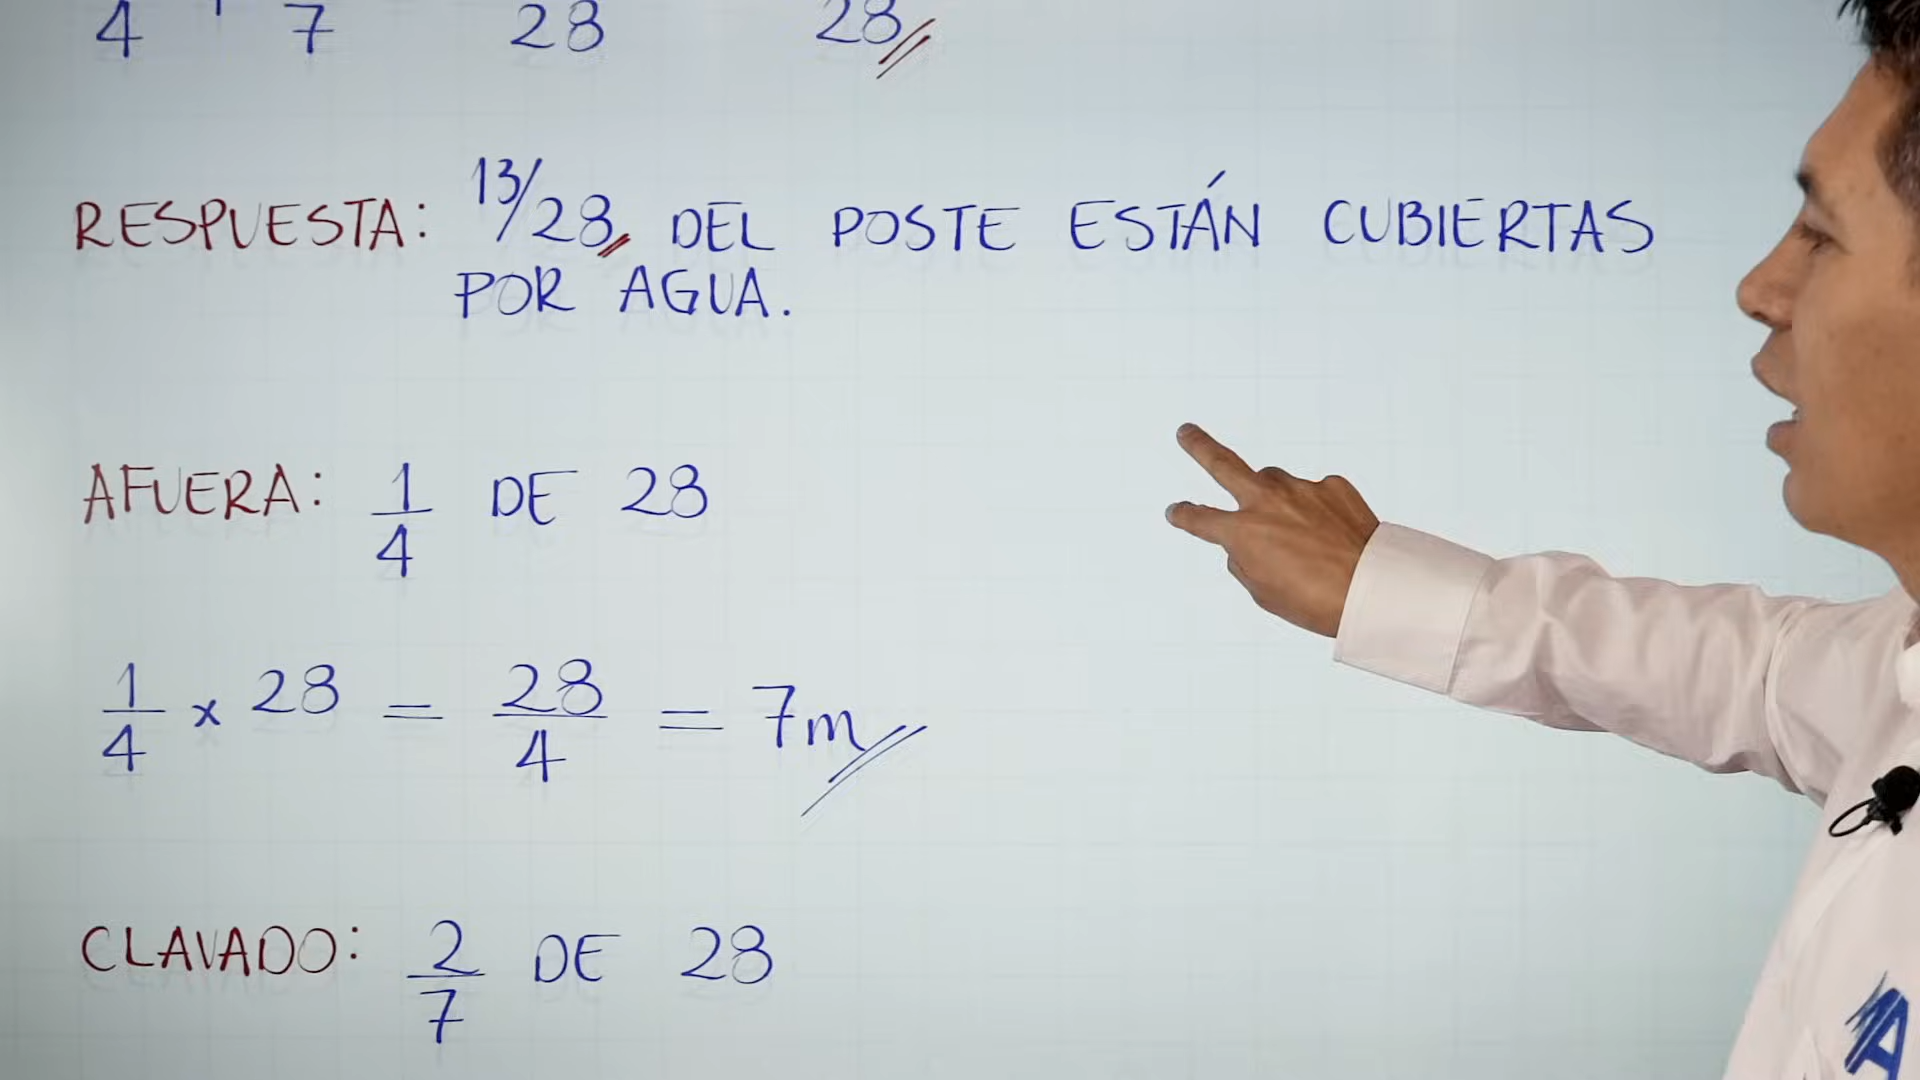 4 7 28 28
RESPUESTA: 13/28 DEL POSTE ESTÁN CUBIERTAS
POR AGUA.
AFUERA: 1/4 DE 28
1/4 x 28 = 28/4 = 7m
CLAVADO: 2/7 DE 28
A